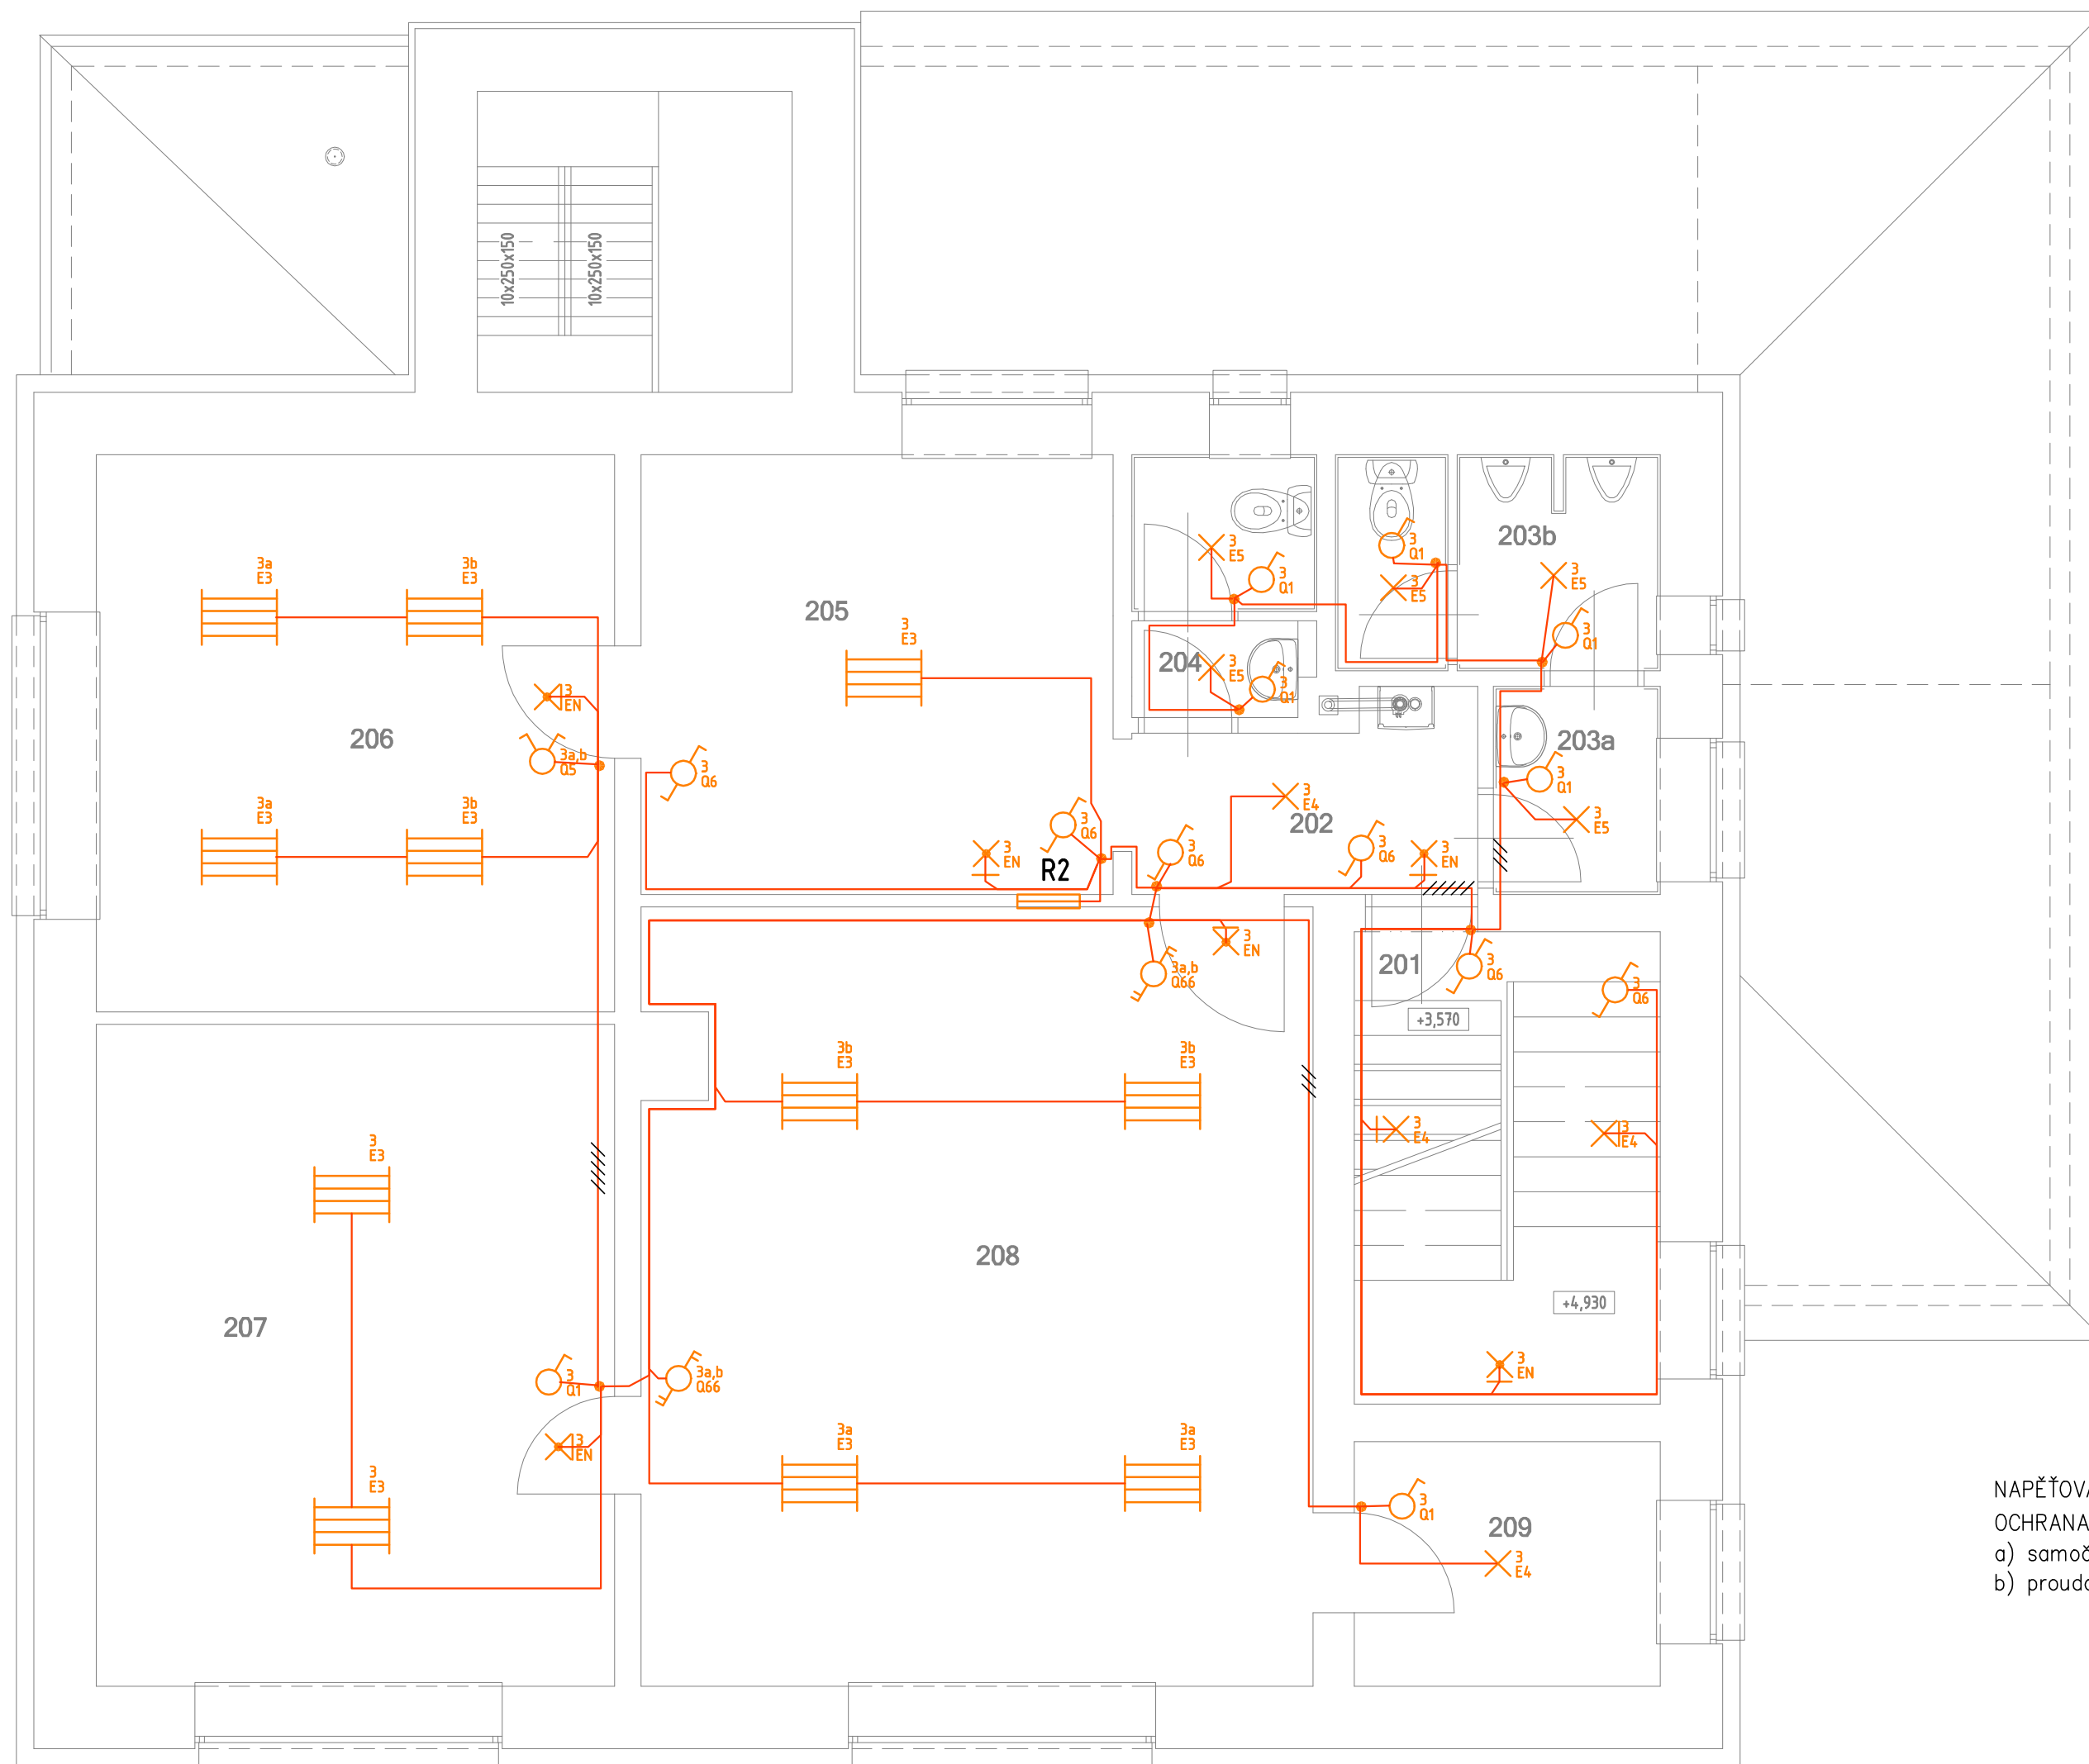 10x250x150
10x250x150
203b
3
Q1
3
E5
3
E5
3
Q1
3
E5
3a
E3
3b
E3
205
3
E3
204
3
E5
3
Q1
3
Q1
3
EN
206
3a,b
Q5
3
Q6
203a
3
Q1
3a
E3
3b
E3
3
Q6
3
E4
202
3
E5
3
EN
R2
3
Q6
3
Q6
3
EN
3
EN
201
3a,b
Q66
3
Q6
3
Q6
+3,570
3b
E3
3b
E3
3
E4
3
E4
3
E3
208
+4,930
207
3
Q1
3a,b
Q66
3
EN
3
EN
3a
E3
3a
E3
3
E3
3
Q1
209
3
E4
NAPĚŤOVÁ
OCHRANA
a) samoč
b) proudo